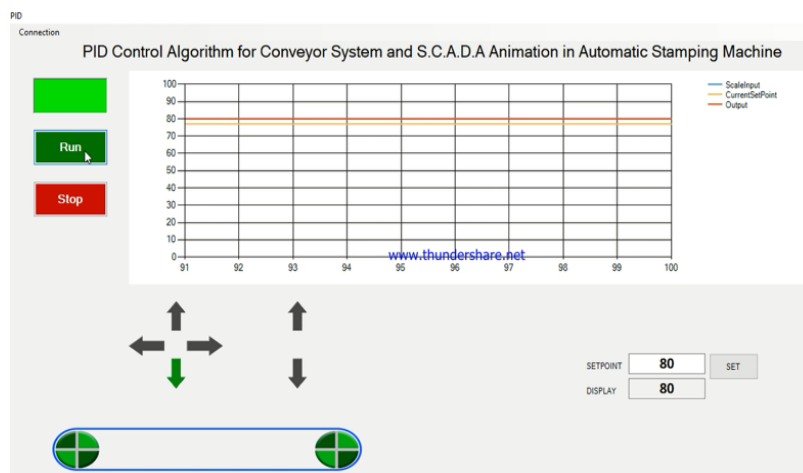 PID
Connection
PID Control Algorithm for Conveyor System and S.C.A.D.A Animation in Automatic Stamping Machine
Run
Stop
100
90
80
70
60
50
40
30
20
10
0
91 92 93 94 95 96 97 98 99 100
www.thundershare.net
ScaleInput
CurrentSetPoint
Output
SETPOINT 80 SET
DISPLAY 80